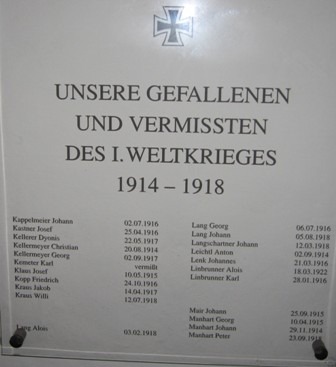 UNSERE GEFALLENEN
UND VERMISSTEN
DES I. WELTKRIEGES
1914 – 1918
Kappelmeier Johann 02.07.1916
Kastner Josef 25.04.1916
Kellerer Dyonis 22.05.1917
Kellermeyer Christian 20.08.1914
Kellermeyer Georg 02.09.1917
Kemeter Karl vermißt
Klaus Josef 10.05.1915
Kopp Friedrich 24.10.1916
Kraus Jakob 14.04.1917
Kraus Willi 12.07.1918
Lang Alois 03.02.1918
Lang Georg 06.07.1916
Lang Johann 05.08.1918
Langschartner Johann 12.03.1918
Leichtl Anton 02.09.1914
Lenk Johannes 21.03.1916
Linbrunner Alois 18.03.1922
Linbrunner Karl 28.01.1916
Mair Johann 25.09.1915
Manhart Georg 10.04.1915
Manhart Johann 29.11.1914
Manhart Peter 23.09.1918